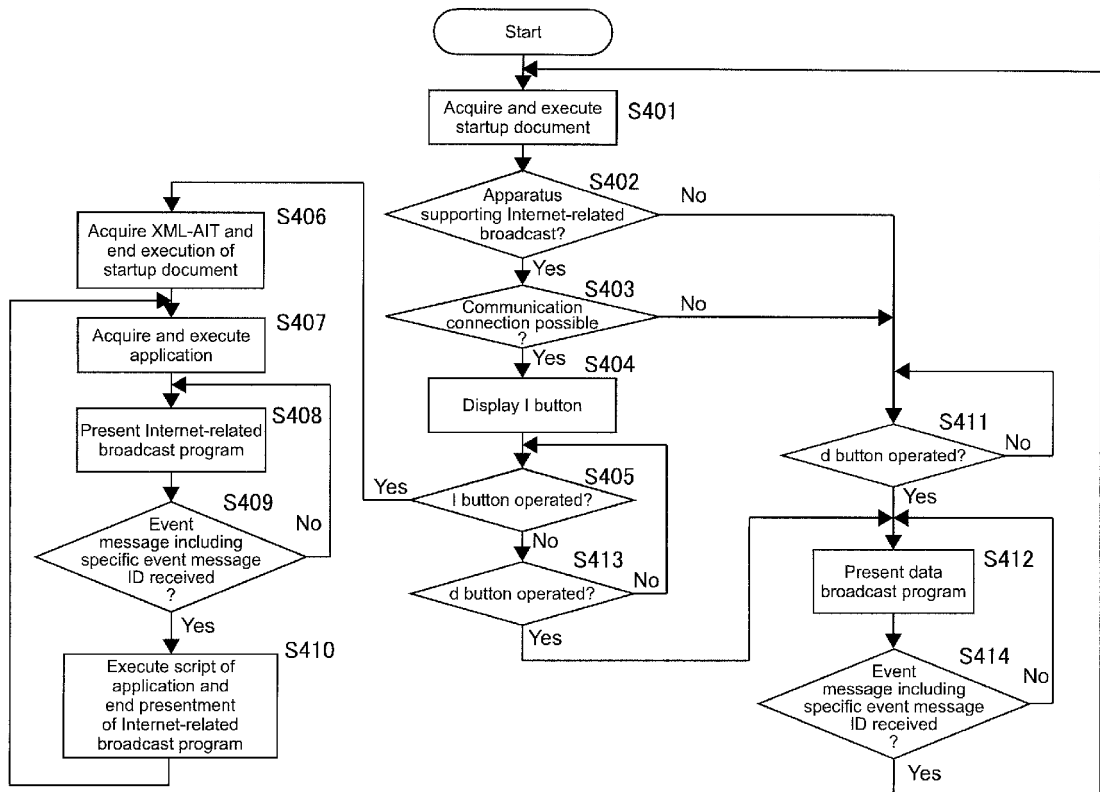 Start
Acquire and execute
startup document
S401
Apparatus
supporting Internet-related
broadcast?
S402
No
Yes
Communication
connection possible
?
S403
No
Yes
S404
Display I button
I button operated?
S405
Yes
No
d button operated?
S413
No
Yes
S406
Acquire XML-AIT and
end execution of
startup document
S407
Acquire and execute
application
S408
Present Internet-related
broadcast program
S409
Event
message including
specific event message
ID received
?
No
Yes
S410
Execute script of
application and
end presentment
of Internet-related
broadcast program
S411
d button operated?
No
Yes
S412
Present data
broadcast program
S414
Event
message including
specific event message
ID received
?
No
Yes